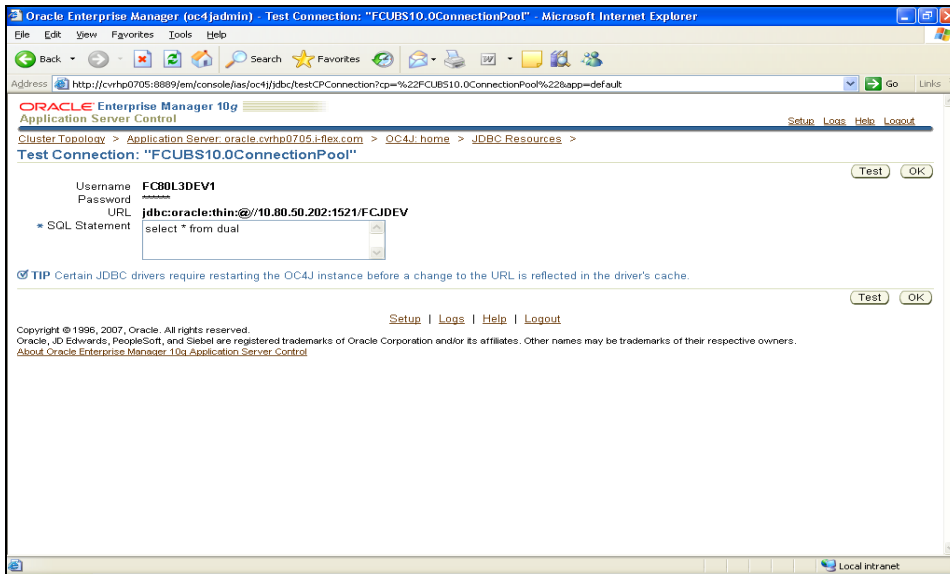 Oracle Enterprise Manager (oc4jadmin) - Test Connection: "FCUBS10.0ConnectionPool" - Microsoft Internet Explorer
File Edit View Favorites Tools Help
Back Search Favorites
Address http://cvrhp0705:8889/em/console/ias/oc4j/jdbc/testCPConnection?cp=%22FCUBS10.0ConnectionPool%22&app=default Go Links
ORACLE Enterprise Manager 10g
Application Server Control Setup Logs Help Logout
Cluster Topology > Application Server: oracle.cvrhp0705.i-flex.com > OC4J: home > JDBC Resources >
Test Connection: "FCUBS10.0ConnectionPool"
Test OK
Username FC80L3DEV1
Password ******
URL jdbc:oracle:thin:@//10.80.50.202:1521/FCJDEV
* SQL Statement select * from dual
TIP Certain JDBC drivers require restarting the OC4J instance before a change to the URL is reflected in the driver's cache.
Test OK
Setup | Logs | Help | Logout
Copyright © 1996, 2007, Oracle. All rights reserved.
Oracle, JD Edwards, PeopleSoft, and Siebel are registered trademarks of Oracle Corporation and/or its affiliates. Other names may be trademarks of their respective owners.
About Oracle Enterprise Manager 10g Application Server Control
Local intranet